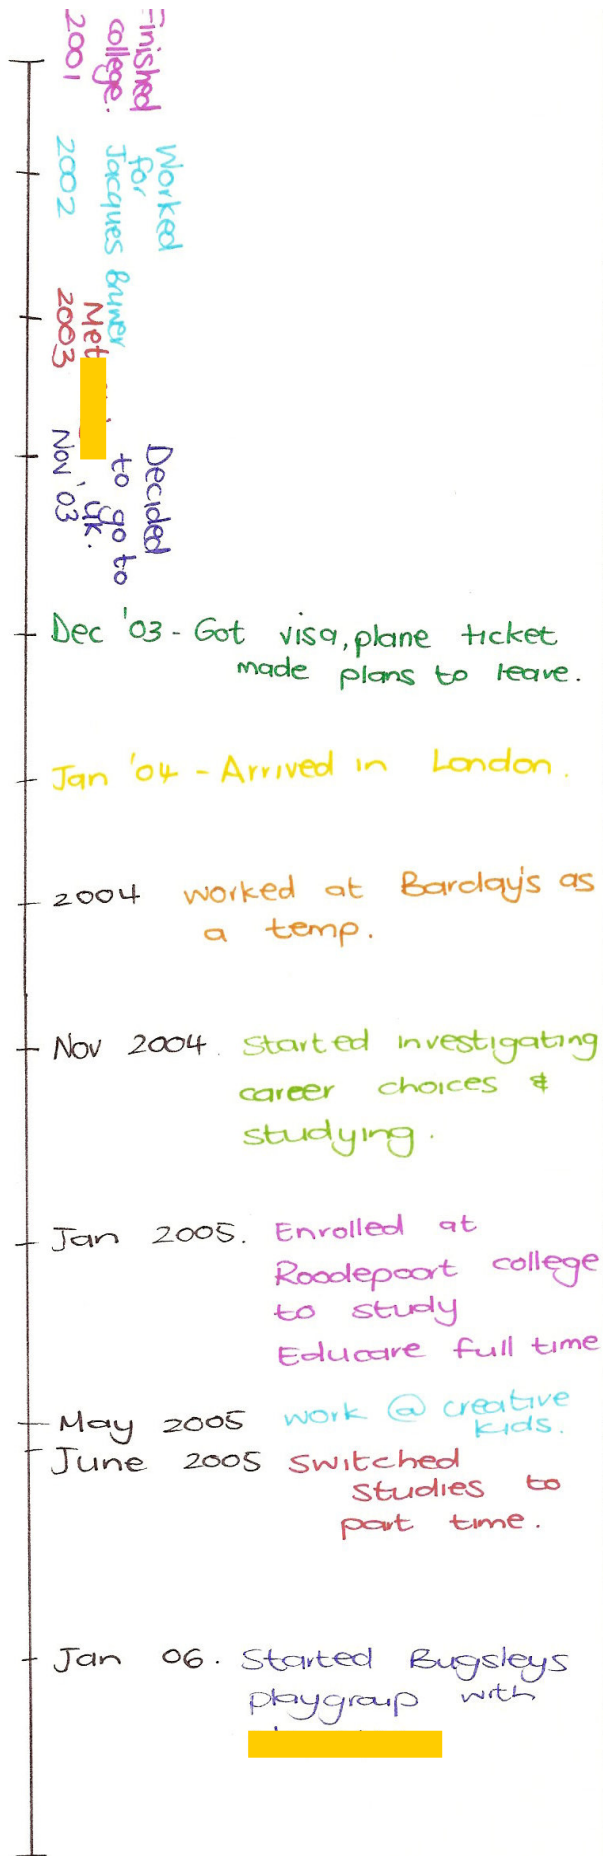 Finished
college.
2001
Worked
for
Jacques Bruwer
2002
Met
2003
Decided
to go to
UK.
Nov '03
Dec '03 - Got visa, plane ticket
made plans to leave.
Jan '04 - Arrived in London.
2004 worked at Barclay's as
a temp.
Nov 2004. Started investigating
career choices &
studying.
Jan 2005. Enrolled at
Roodepoort college
to study
Educare full time
May 2005 work @ creative
kids.
June 2005 switched
studies to
part time.
Jan 06. Started Bugsleys
playgroup with